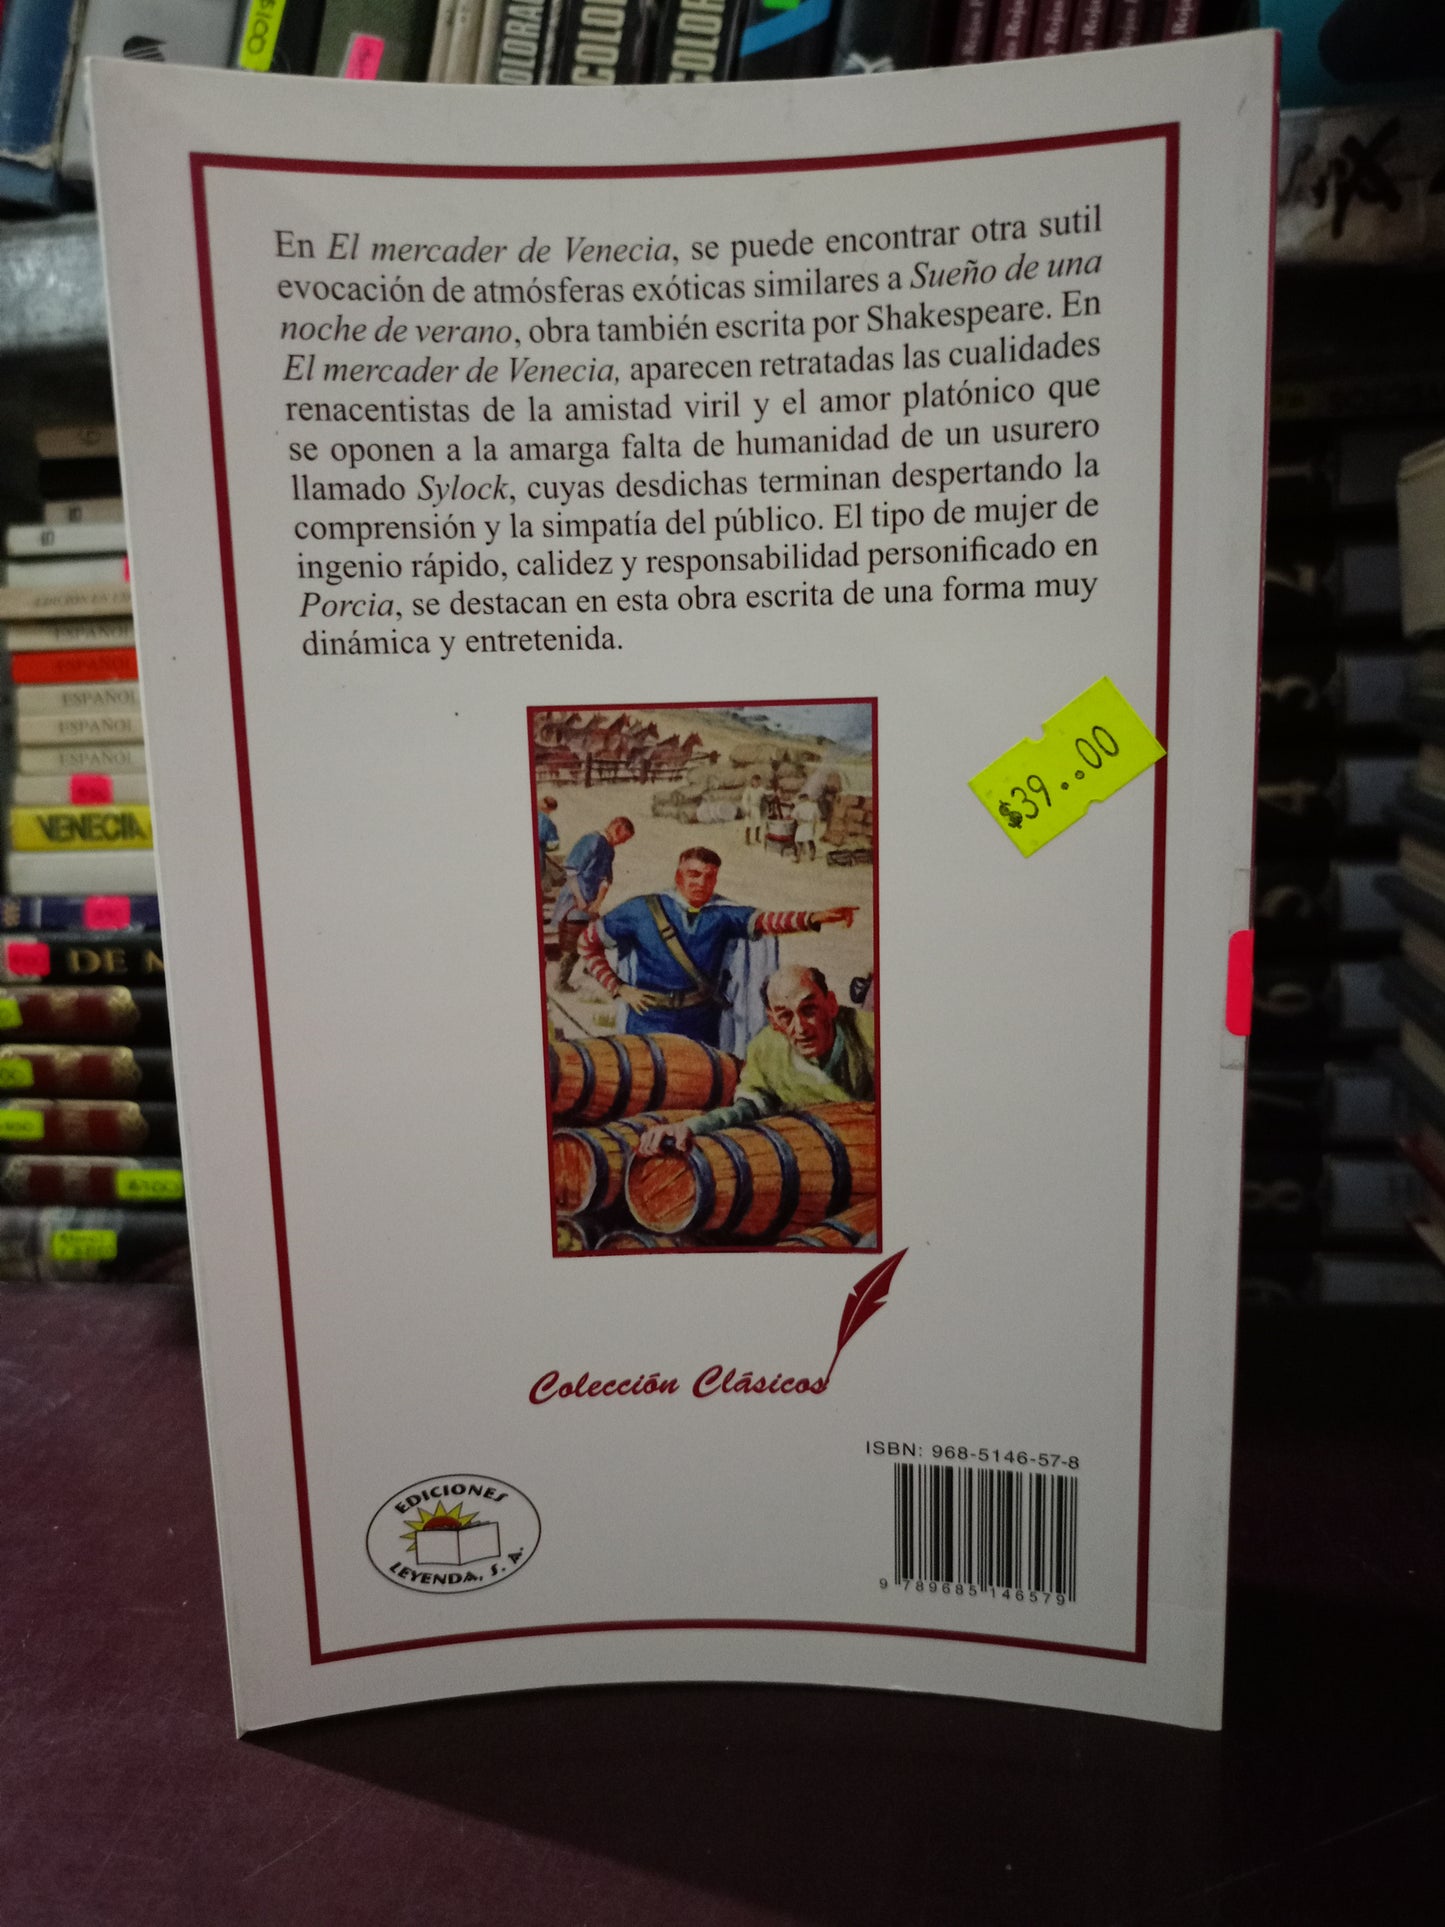 En El mercader de Venecia, se puede encontrar otra sutil
evocación de atmósferas exóticas similares a Sueño de una
noche de verano, obra también escrita por Shakespeare. En
El mercader de Venecia, aparecen retratadas las cualidades
renacentistas de la amistad viril y el amor platónico que
se oponen a la amarga falta de humanidad de un usurero
llamado Sylock, cuyas desdichas terminan despertando la
comprensión y la simpatía del público. El tipo de mujer de
ingenio rápido, calidez y responsabilidad personificado en
Porcia, se destacan en esta obra escrita de una forma muy
dinámica y entretenida.
$39..00
Colección Clásicos
EDICIONES
LEYENDA, S. A.
ISBN: 968-5146-57-8
9 789685 146579
ESPAÑOL
ESPAÑOL
ESPAÑOL
ESPAÑOL
ESPAÑOL
VENECIA
DE